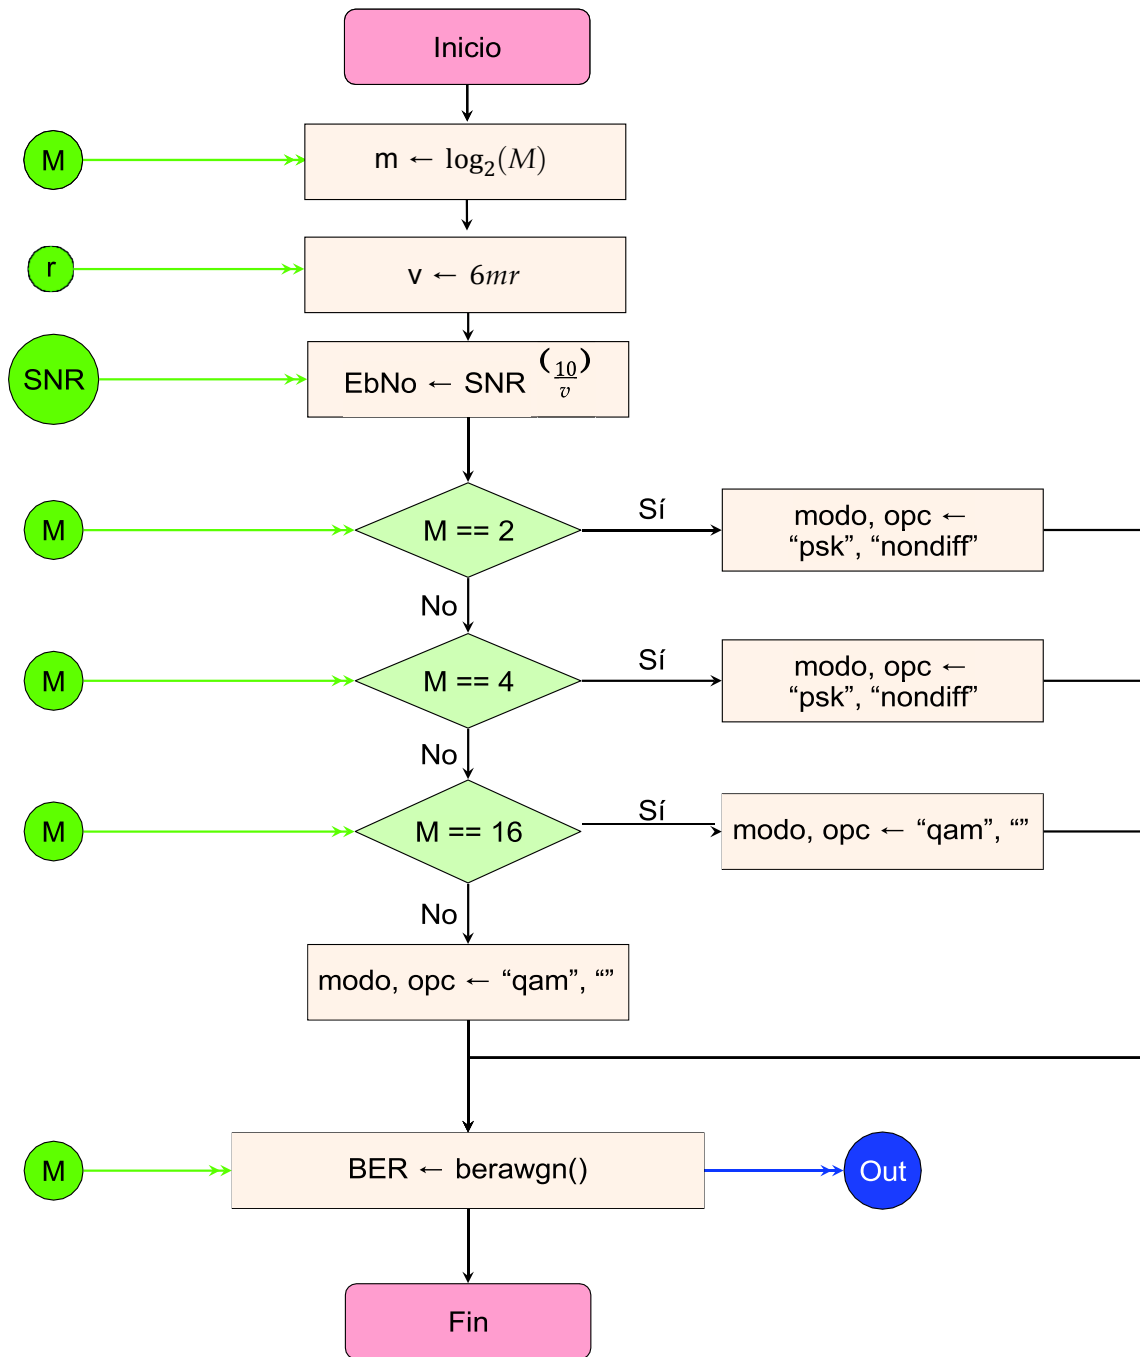 Inicio
M
m ← log₂(M)
r
v ← 6mr
SNR
EbNo ← SNR (10/v)
M
M == 2
Sí
modo, opc ←
“psk”, “nondiff”
No
M
M == 4
Sí
modo, opc ←
“psk”, “nondiff”
No
M
M == 16
Sí
modo, opc ← “qam”, “”
No
modo, opc ← “qam”, “”
M
BER ← berawgn()
Out
Fin